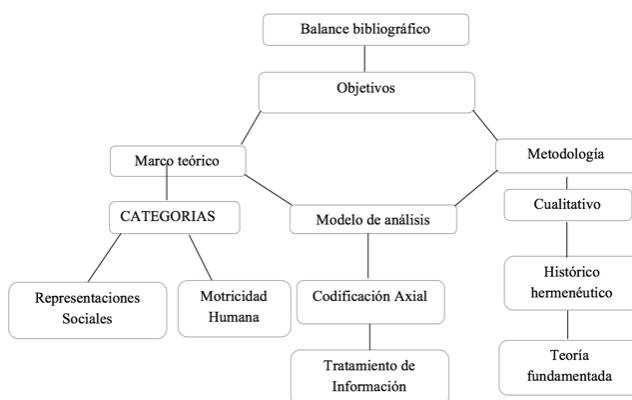 Balance bibliográfico
Objetivos
Marco teórico
Metodología
CATEGORIAS
Modelo de análisis
Cualitativo
Representaciones
Sociales
Motricidad
Humana
Codificación Axial
Histórico
hermenéutico
Tratamiento de
Información
Teoría
fundamentada